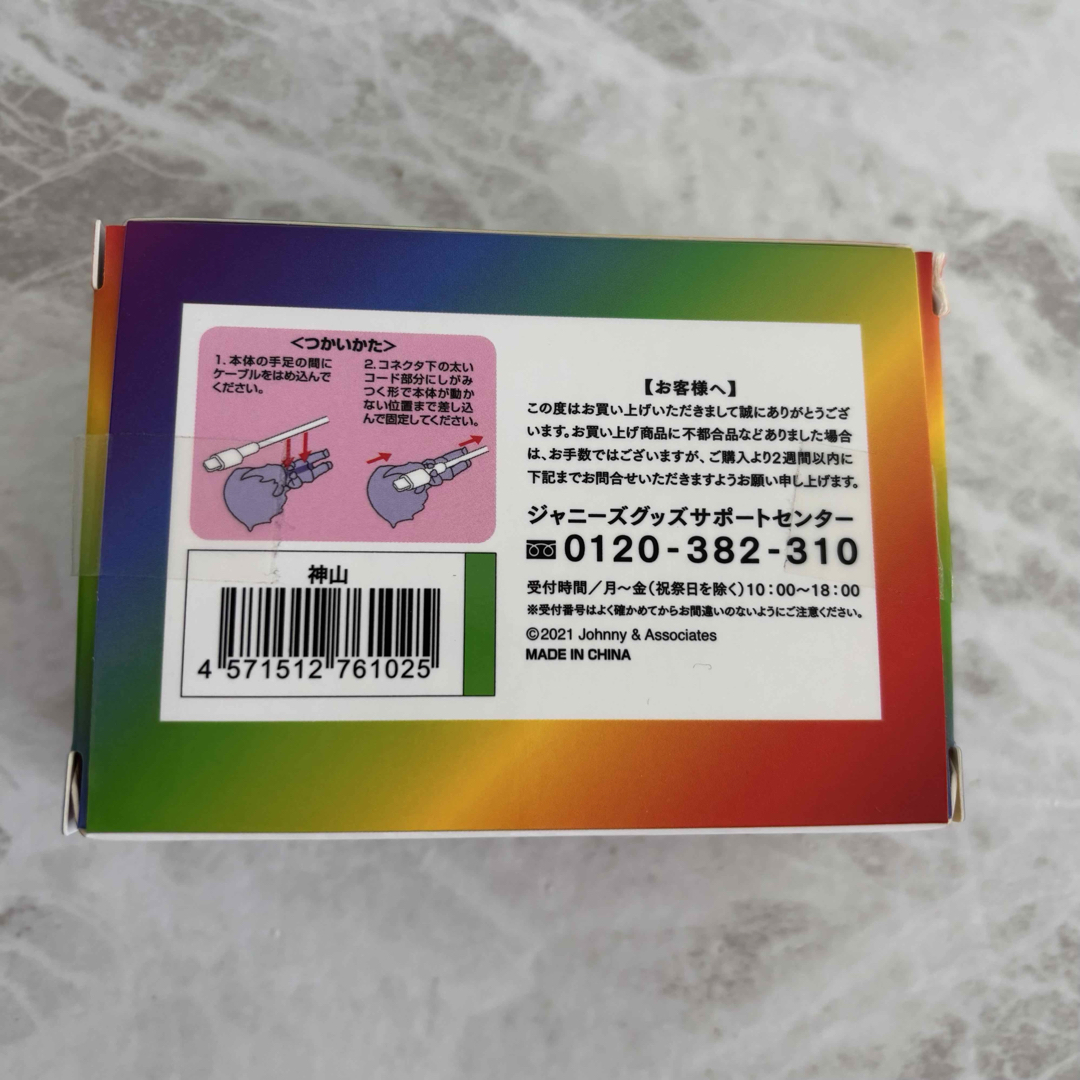 <つかいかた>
1.本体の手足の間に
ケーブルをはめ込んで
ください。
2.コネクタ下の太い
コード部分にしがみ
つく形で本体が動か
ない位置まで差し込
んで固定してください。
神山
4 571512 761025
【お客様へ】
この度はお買い上げいただきまして誠にありがとうござ
います。お買い上げ商品に不都合品などありました場合
は、お手数ではございますが、ご購入より2週間以内に
下記までお問合せいただきますようお願い申し上げます。
ジャニーズグッズサポートセンター
0120-382-310
受付時間／月〜金(祝祭日を除く)10:00〜18:00
※受付番号はよく確かめてからお間違いのないようにご注意ください。
©2021 Johnny & Associates
MADE IN CHINA